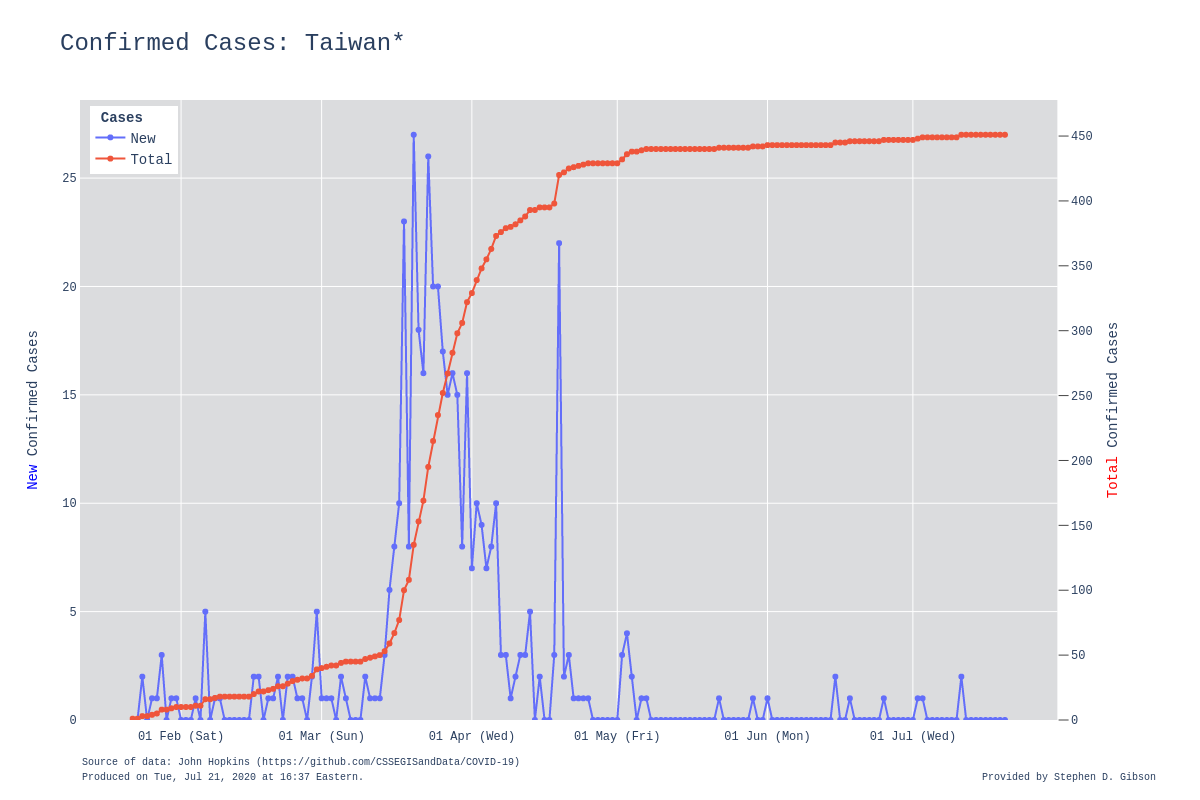 Confirmed Cases: Taiwan*
Cases
New
Total
25
20
15
10
5
0
450
400
350
300
250
200
150
100
50
0
New Confirmed Cases
Total Confirmed Cases
01 Feb (Sat)
01 Mar (Sun)
01 Apr (Wed)
01 May (Fri)
01 Jun (Mon)
01 Jul (Wed)
Source of data: John Hopkins (https://github.com/CSSEGISandData/COVID-19)
Produced on Tue, Jul 21, 2020 at 16:37 Eastern.
Provided by Stephen D. Gibson